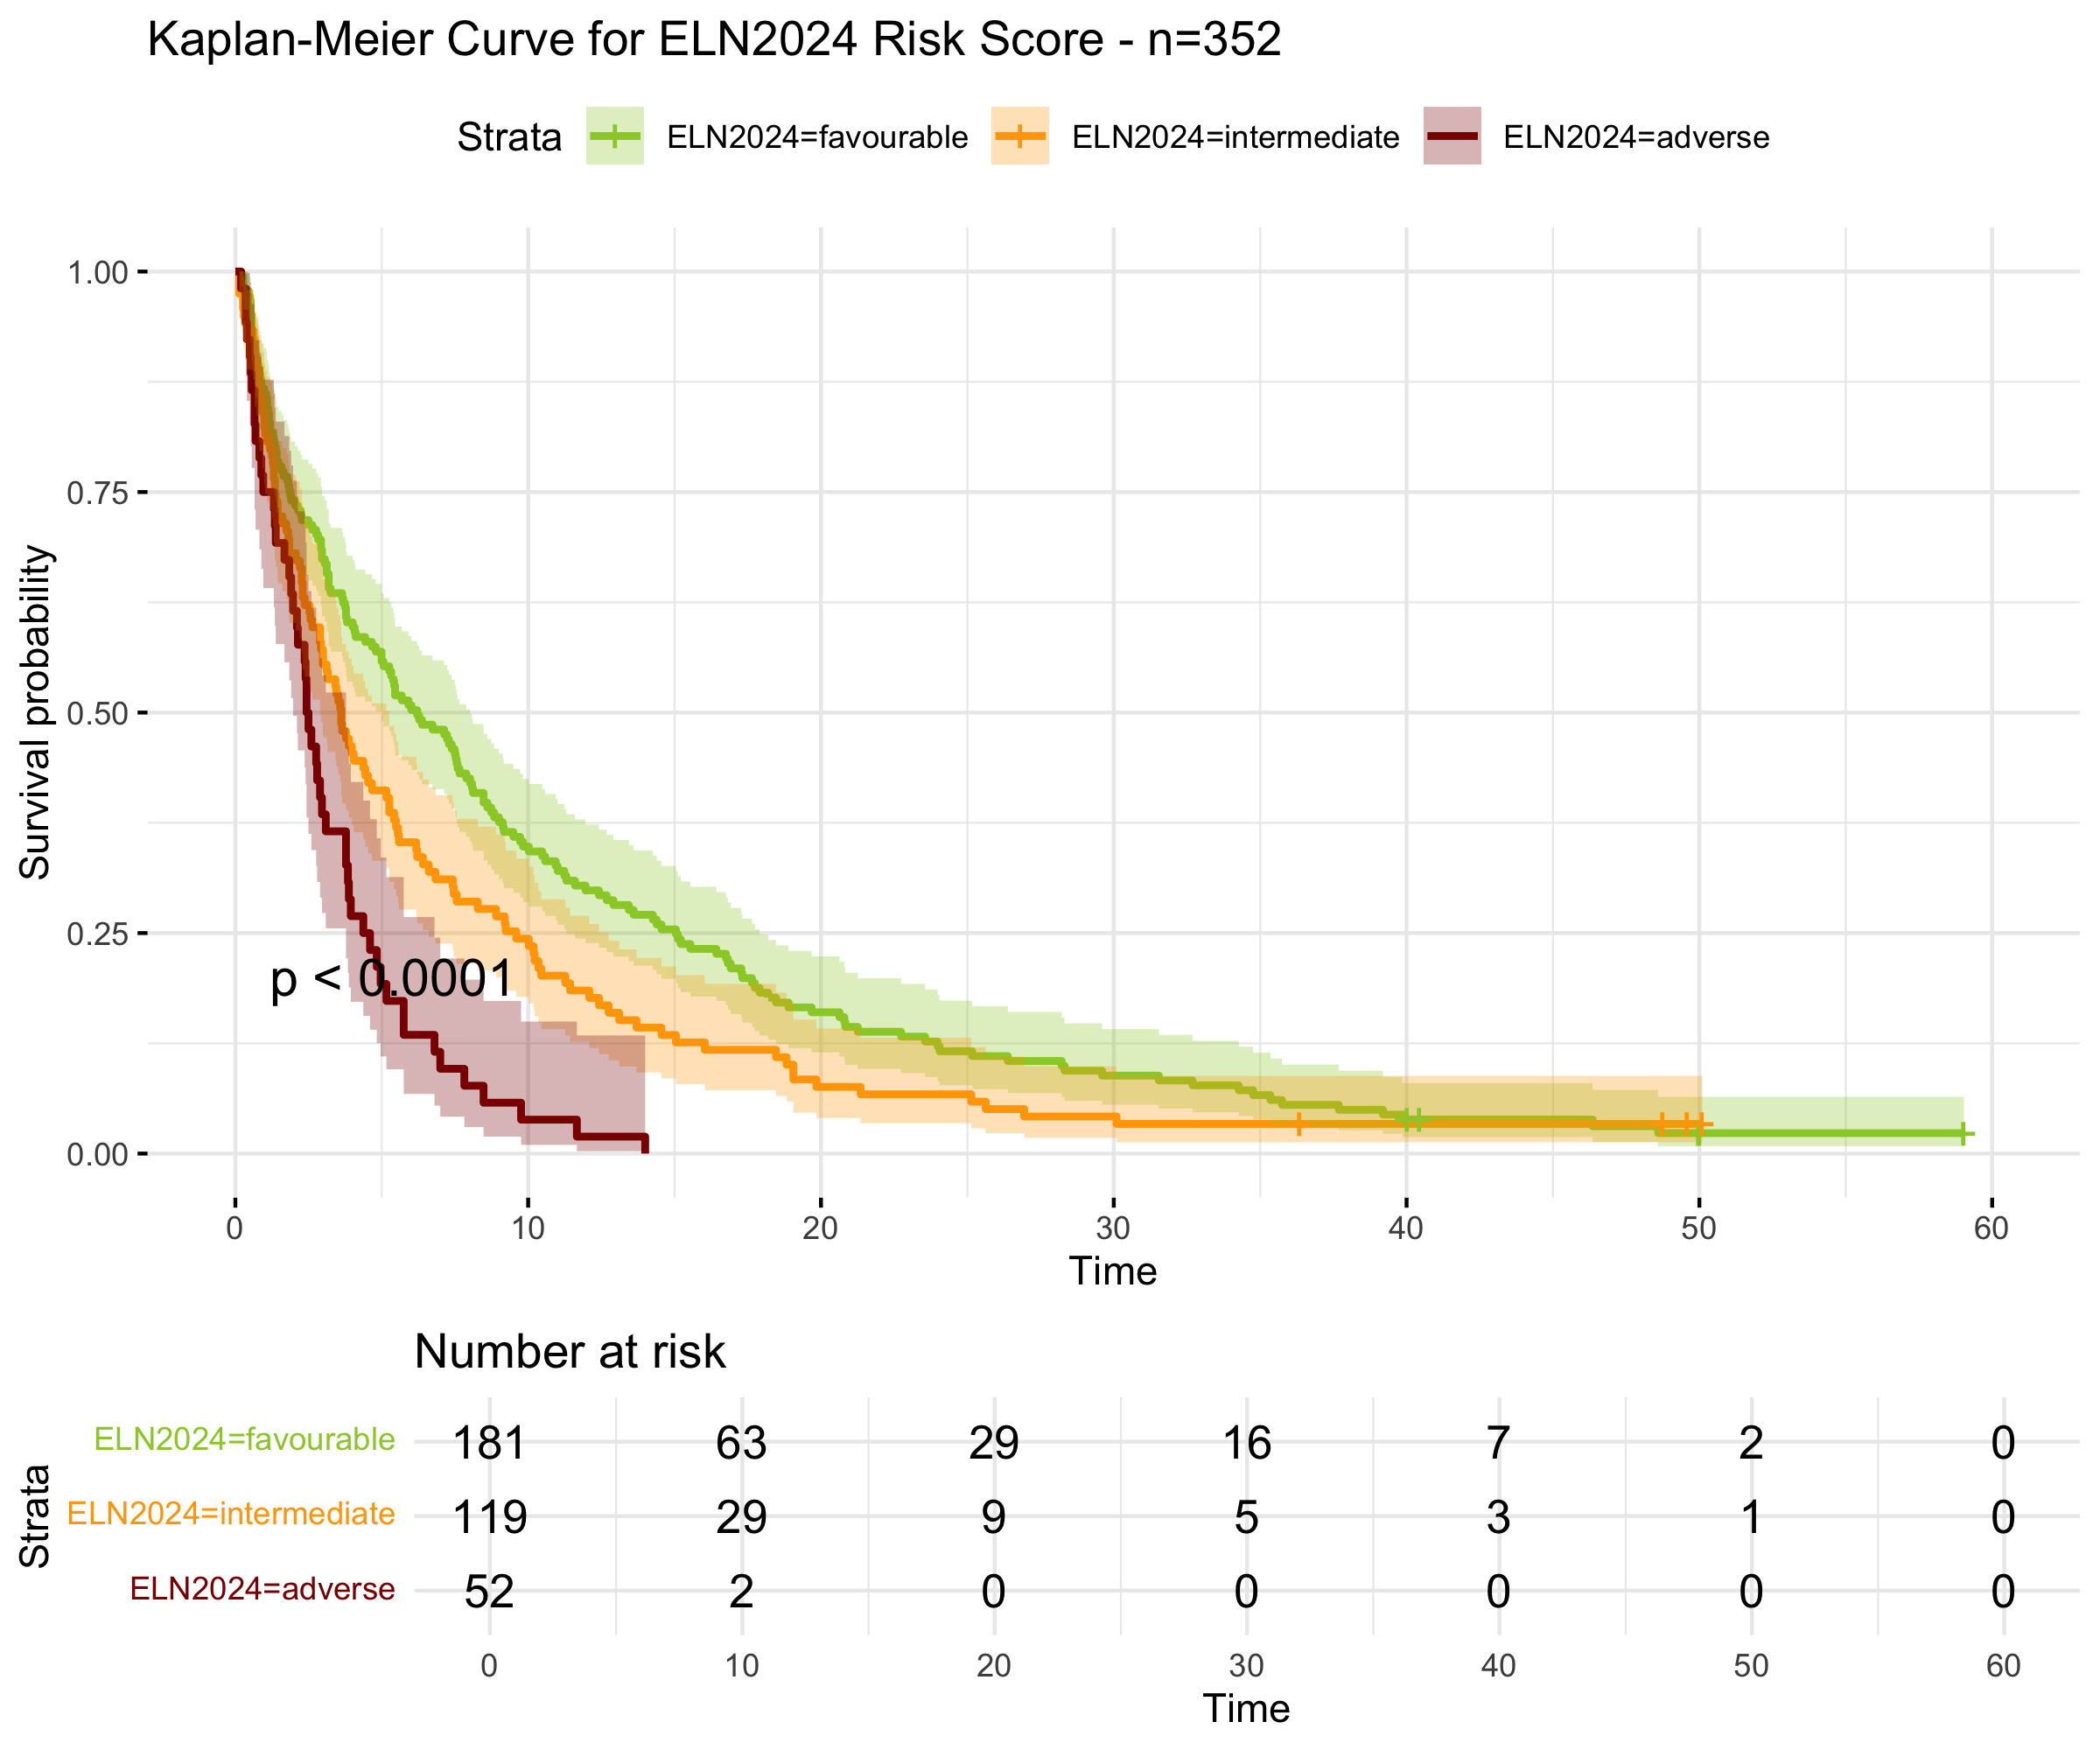 Kaplan-Meier Curve for ELN2024 Risk Score - n=352
Strata ELN2024=favourable ELN2024=intermediate ELN2024=adverse
Survival probability
1.00
0.75
0.50
0.25
0.00
p < 0.0001
0 10 20 30 40 50 60
Time
Number at risk
Strata
ELN2024=favourable 181 63 29 16 7 2 0
ELN2024=intermediate 119 29 9 5 3 1 0
ELN2024=adverse 52 2 0 0 0 0 0
0 10 20 30 40 50 60
Time